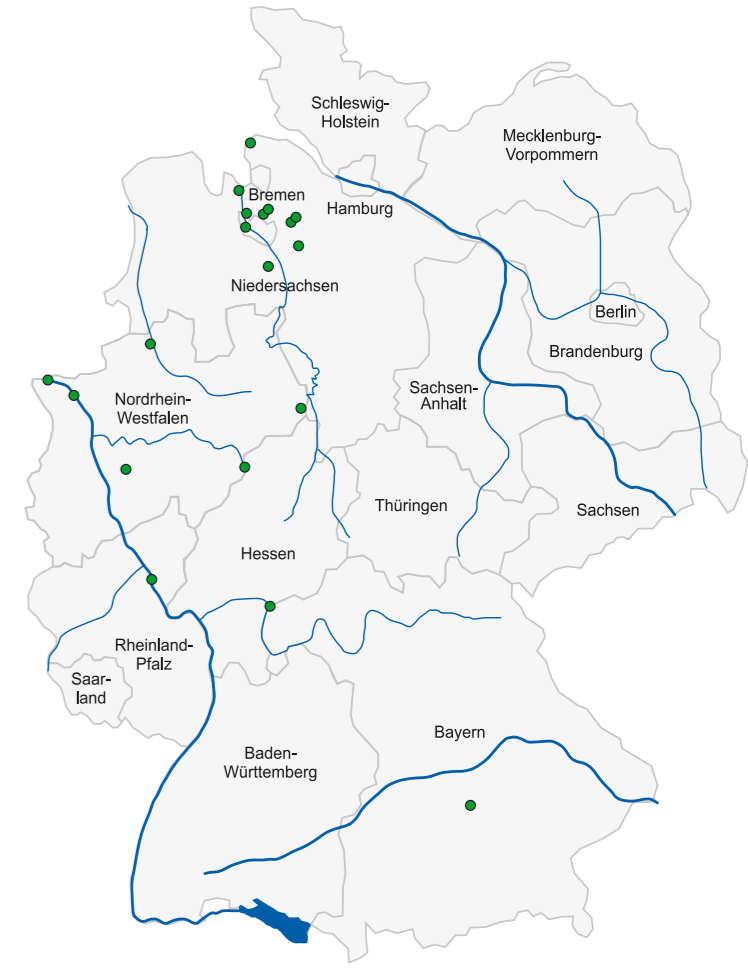 Schleswig-
Holstein
Mecklenburg-
Vorpommern
Bremen
Hamburg
Niedersachsen
Berlin
Brandenburg
Nordrhein-
Westfalen
Sachsen-
Anhalt
Thüringen
Sachsen
Hessen
Rheinland-
Pfalz
Saar-
land
Bayern
Baden-
Württemberg